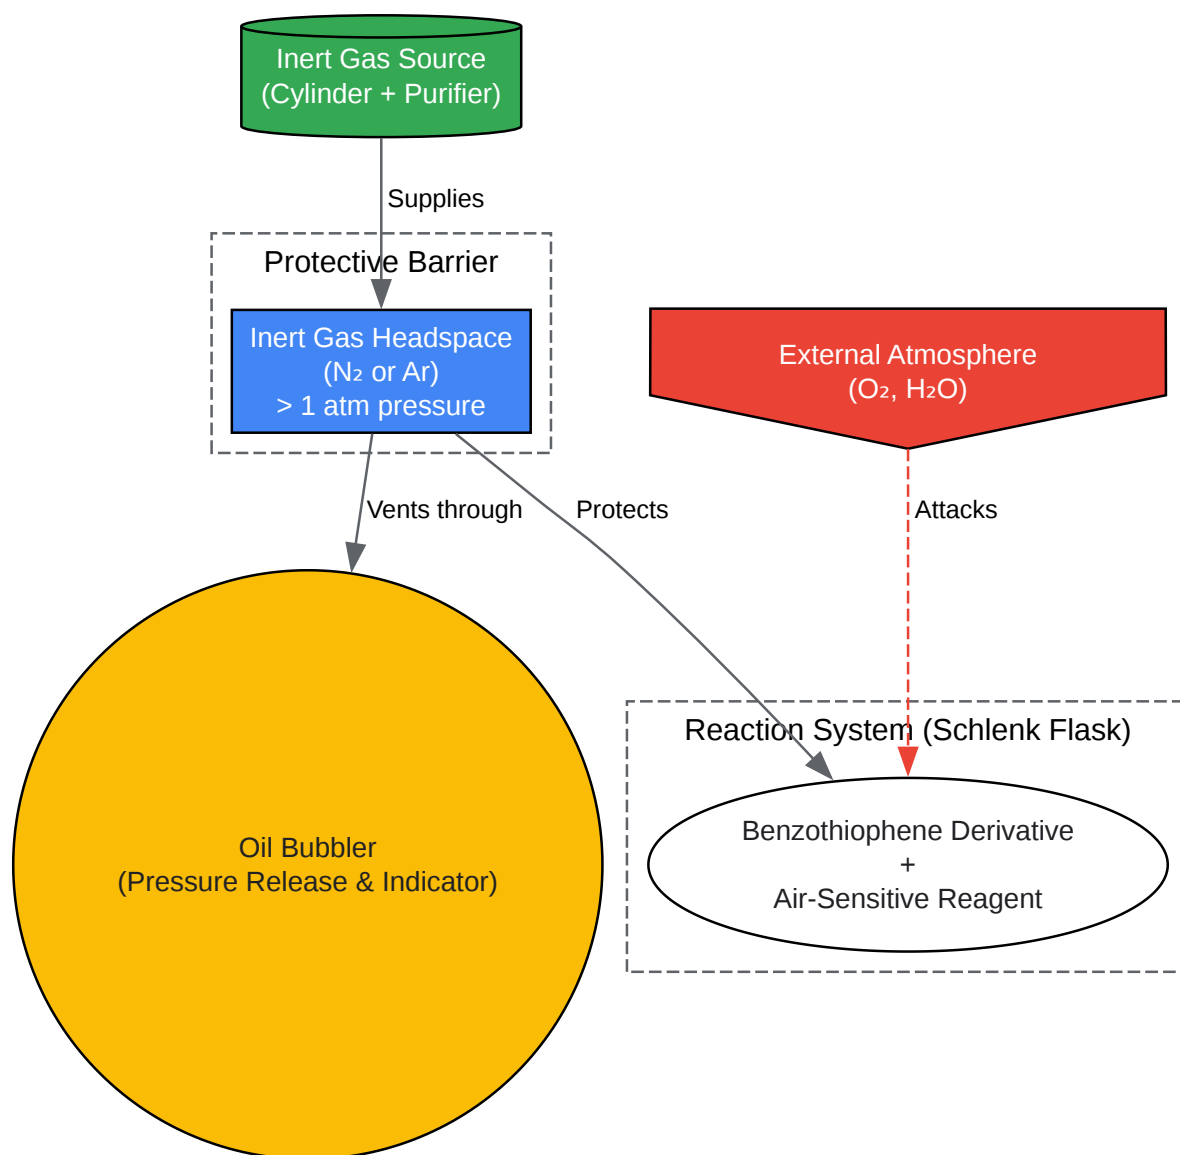 Inert Gas Source
(Cylinder + Purifier)
Supplies
Protective Barrier
Inert Gas Headspace
(N₂ or Ar)
> 1 atm pressure
External Atmosphere
(O₂, H₂O)
Vents through
Protects
Attacks
Reaction System (Schlenk Flask)
Oil Bubbler
(Pressure Release & Indicator)
Benzothiophene Derivative
+
Air-Sensitive Reagent